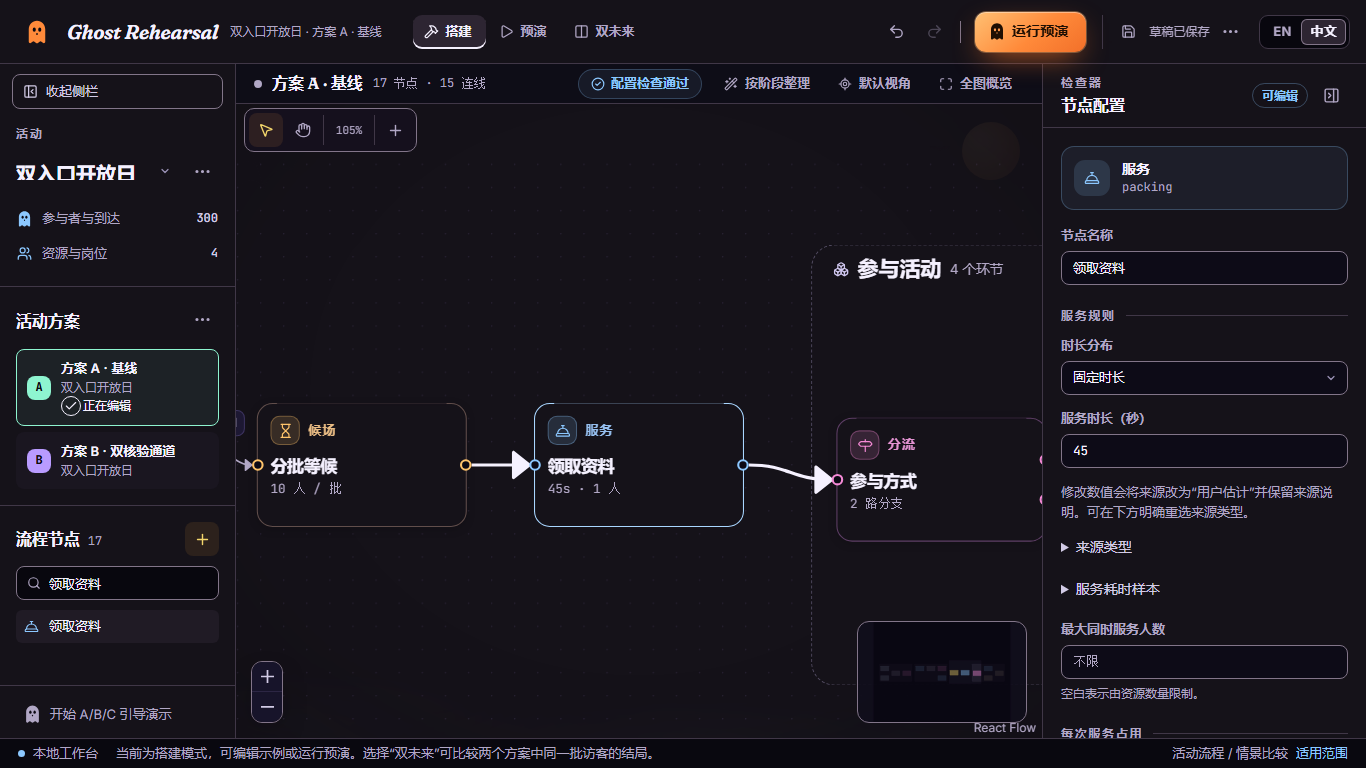 Ghost Rehearsal 双入口开放日 · 方案 A · 基线 搭建 预演 双未来 运行预演 草稿已保存 EN 中文
收起侧栏
活动
双入口开放日
参与者与到达 300
资源与岗位 4
活动方案
A 方案 A · 基线
双入口开放日
正在编辑
B 方案 B · 双核验通道
双入口开放日
流程节点 17
领取资料
领取资料
开始 A/B/C 引导演示
方案 A · 基线 17 节点 · 15 连线 配置检查通过 按阶段整理 默认视角 全图概览
105%
参与活动 4 个环节
候场
分批等候
10 人 / 批
服务
领取资料
45s · 1 人
分流
参与方式
2 路分支
React Flow
检查器
节点配置 可编辑
服务
packing
节点名称
领取资料
服务规则
时长分布
固定时长
服务时长（秒）
45
修改数值会将来源改为“用户估计”并保留来源说
明。可在下方明确重选来源类型。
来源类型
服务耗时样本
最大同时服务人数
不限
空白表示由资源数量限制。
每次服务占用
本地工作台 当前为搭建模式，可编辑示例或运行预演。选择“双未来”可比较两个方案中同一批访客的结局。 活动流程 / 情景比较 适用范围